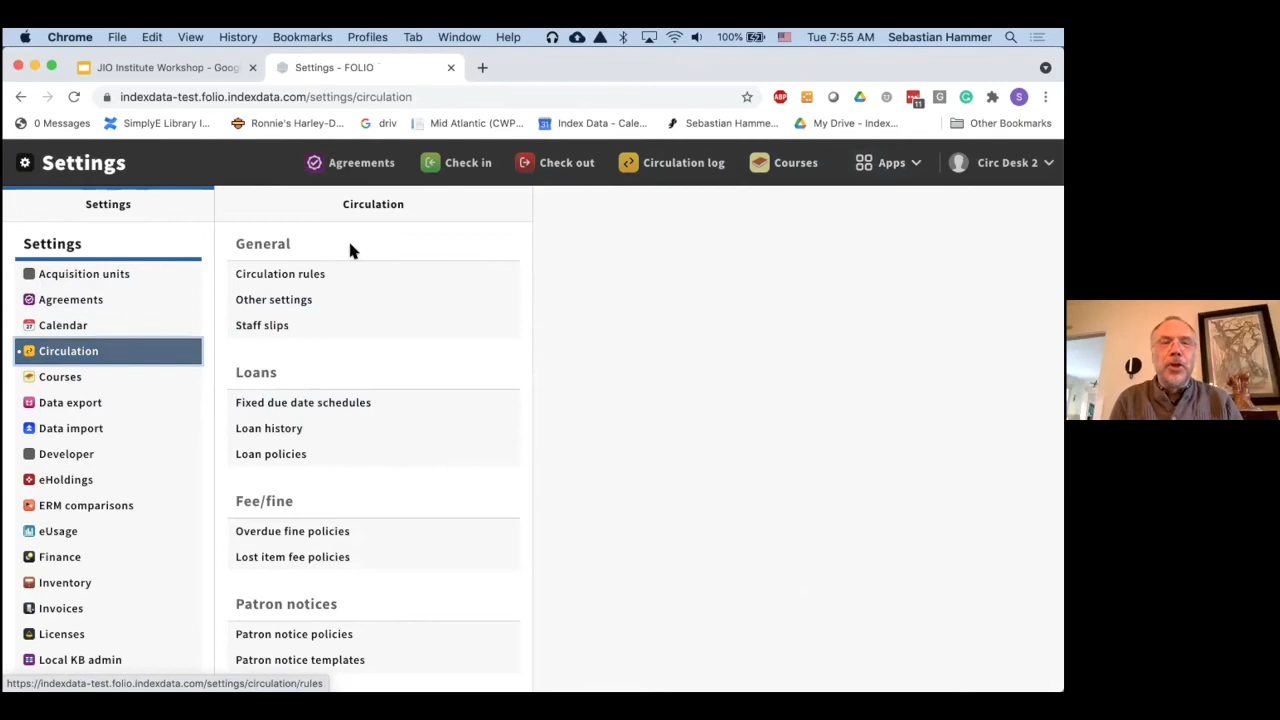 Chrome File Edit View History Bookmarks Profiles Tab Window Help 100% Tue 7:55 AM Sebastian Hammer
JIO Institute Workshop - Goog Settings - FOLIO
indexdata-test.folio.indexdata.com/settings/circulation ABP 11 G S
0 Messages SimplyE Library I... Ronnie's Harley-D... driv Mid Atlantic (CWP... Index Data - Cale... Sebastian Hamme... My Drive - Index... Other Bookmarks
Settings Agreements Check in Check out Circulation log Courses Apps Circ Desk 2
Settings Circulation
Settings General
Acquisition units Circulation rules
Agreements Other settings
Calendar Staff slips
Circulation Loans
Courses
Data export Fixed due date schedules
Data import Loan history
Developer Loan policies
eHoldings
ERM comparisons Fee/fine
eUsage Overdue fine policies
Finance Lost item fee policies
Inventory
Invoices Patron notices
Licenses Patron notice policies
Local KB admin Patron notice templates
https://indexdata-test.folio.indexdata.com/settings/circulation/rules